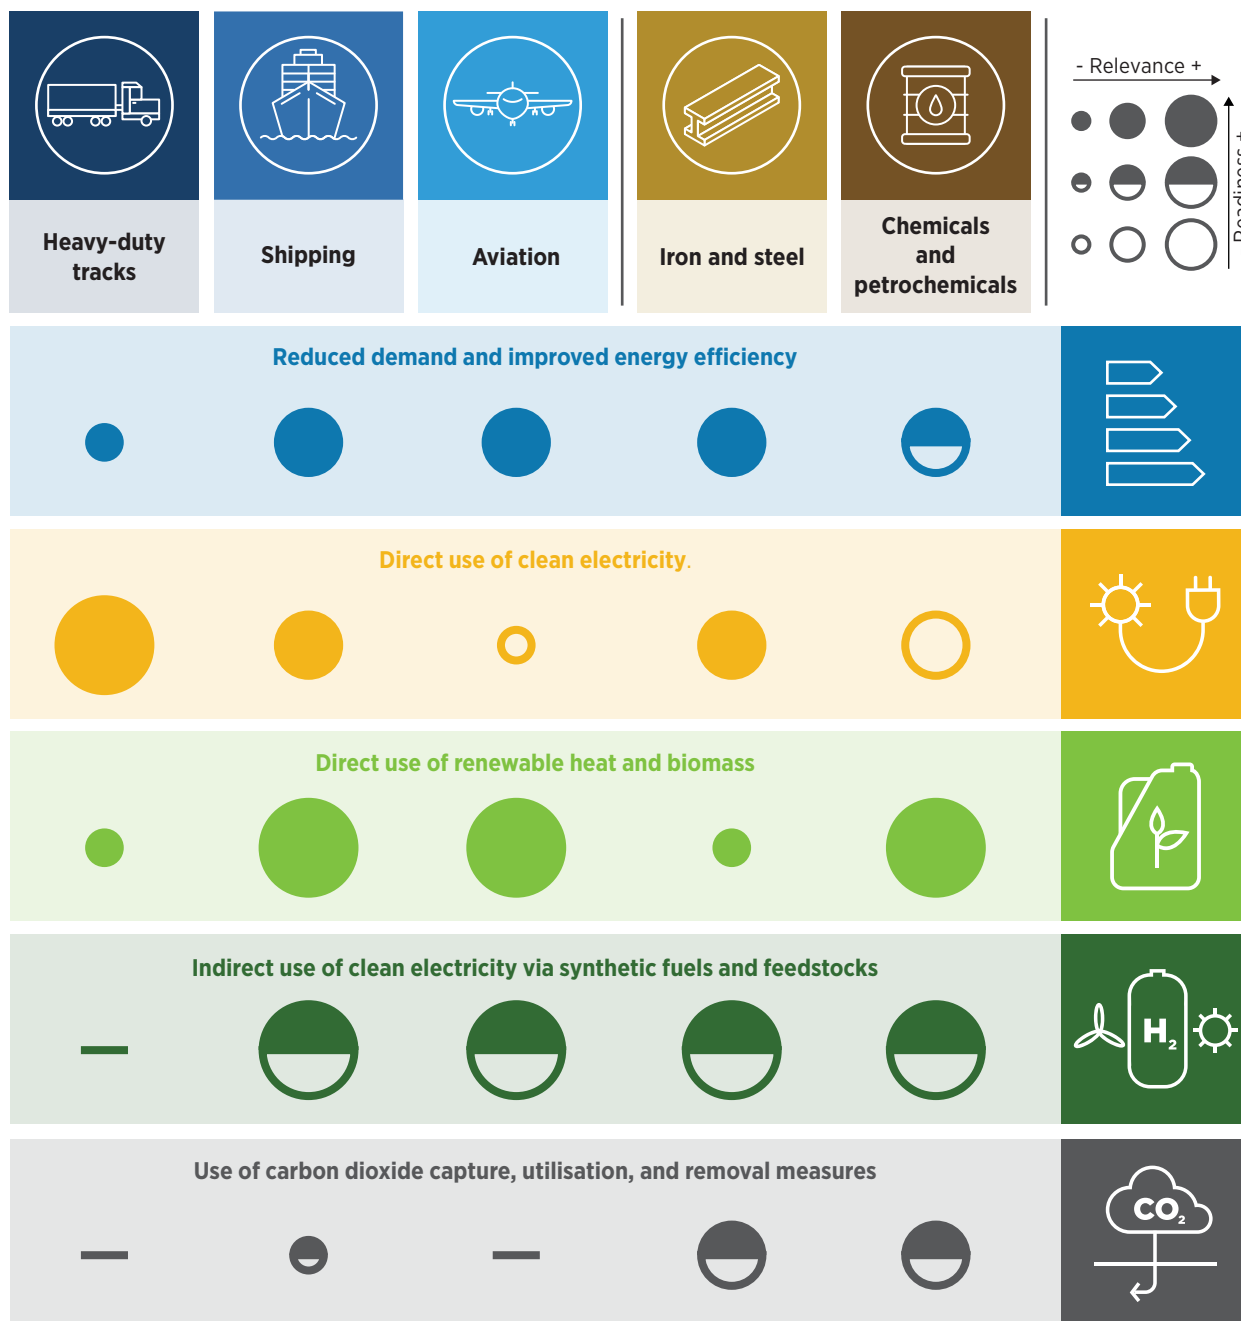 Heavy-duty
tracks
Shipping
Aviation
Iron and steel
Chemicals
and
petrochemicals
- Relevance +
Readiness +
Reduced demand and improved energy efficiency
Direct use of clean electricity.
Direct use of renewable heat and biomass
Indirect use of clean electricity via synthetic fuels and feedstocks
H₂
Use of carbon dioxide capture, utilisation, and removal measures
CO₂